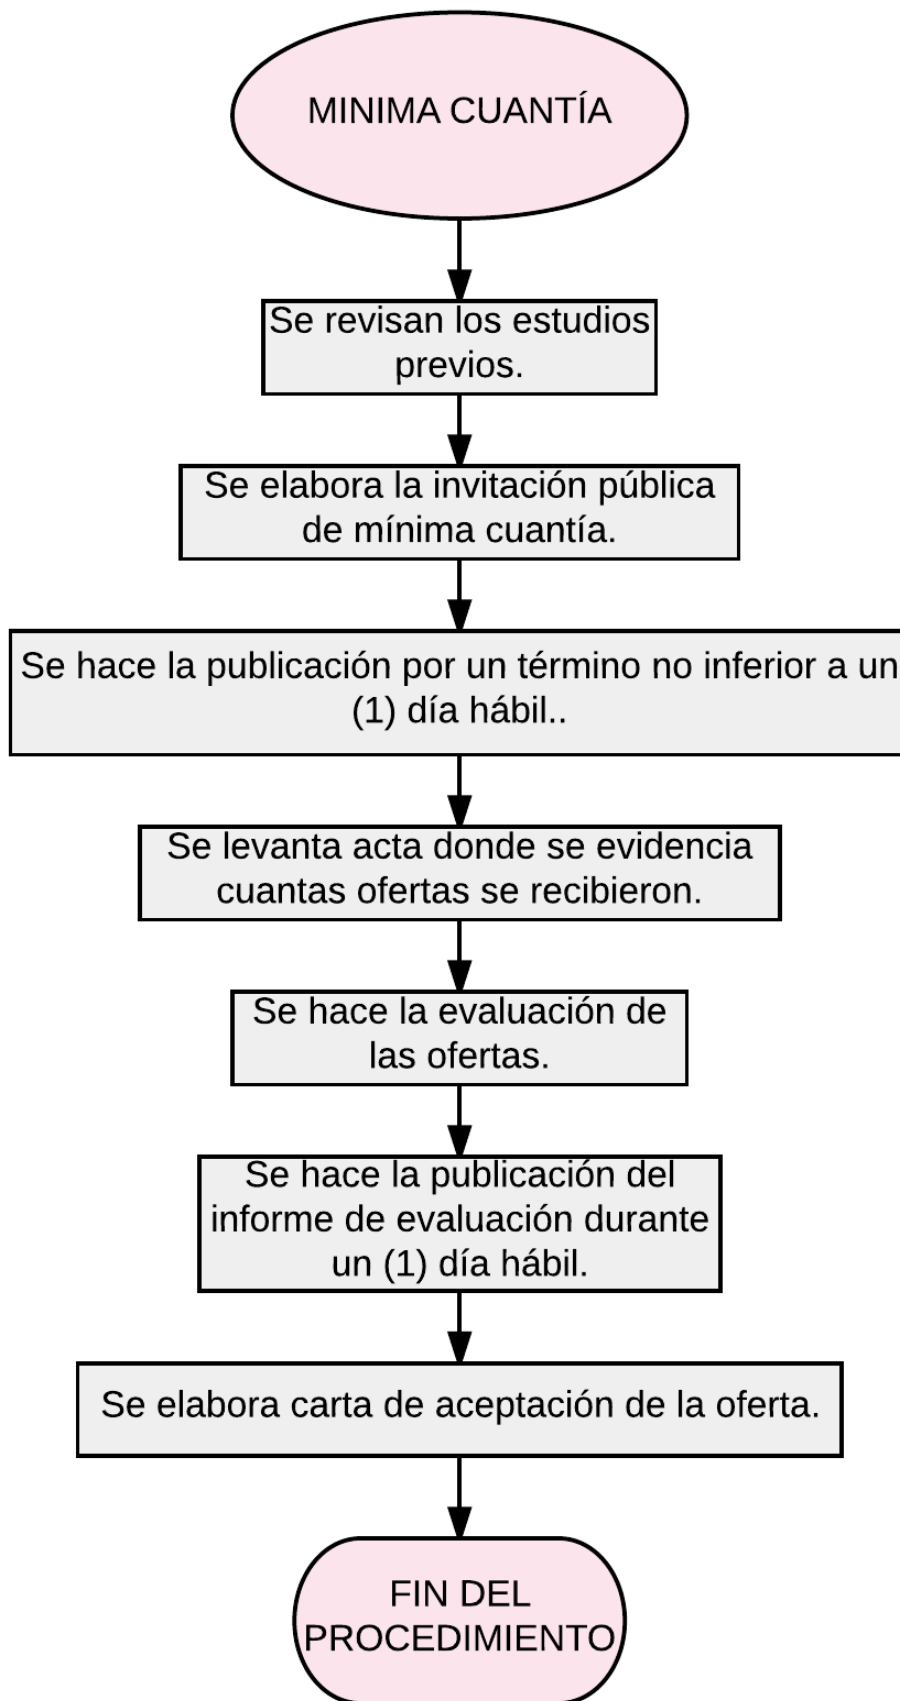 MINIMA CUANTÍA
Se revisan los estudios
previos.
Se elabora la invitación pública
de mínima cuantía.
Se hace la publicación por un término no inferior a un
(1) día hábil..
Se levanta acta donde se evidencia
cuantas ofertas se recibieron.
Se hace la evaluación de
las ofertas.
Se hace la publicación del
informe de evaluación durante
un (1) día hábil.
Se elabora carta de aceptación de la oferta.
FIN DEL
PROCEDIMIENTO